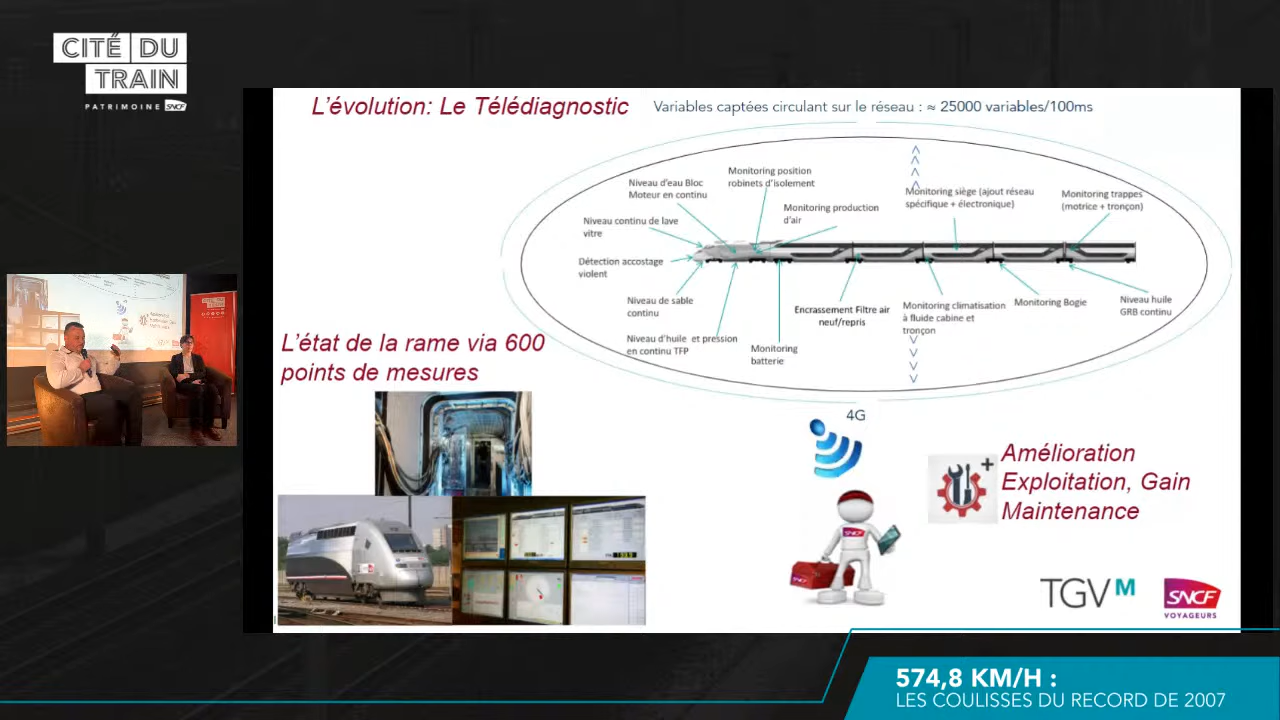 CITÉ DU
TRAIN
PATRIMOINE SNCF
L'évolution: Le Télédiagnostic
Variables captées circulant sur le réseau : ≈ 25000 variables/100ms
Niveau d'eau Bloc
Moteur en continu
Monitoring position
robinets d'isolement
Monitoring production
d'air
Monitoring siège (ajout réseau
spécifique + électronique)
Monitoring trappes
(motrice + tronçon)
Niveau continu de lave
vitre
Détection accostage
violent
Niveau de sable
continu
Niveau d'huile et pression
en continu TFP
Monitoring
batterie
Encrassement Filtre air
neuf/repris
Monitoring climatisation
à fluide cabine et
tronçon
Monitoring Bogie
Niveau huile
GRB continu
L'état de la rame via 600
points de mesures
4G
SNCF
SNCF
Amélioration
Exploitation, Gain
Maintenance
TGV M
SNCF
VOYAGEURS
574,8 KM/H :
LES COULISSES DU RECORD DE 2007